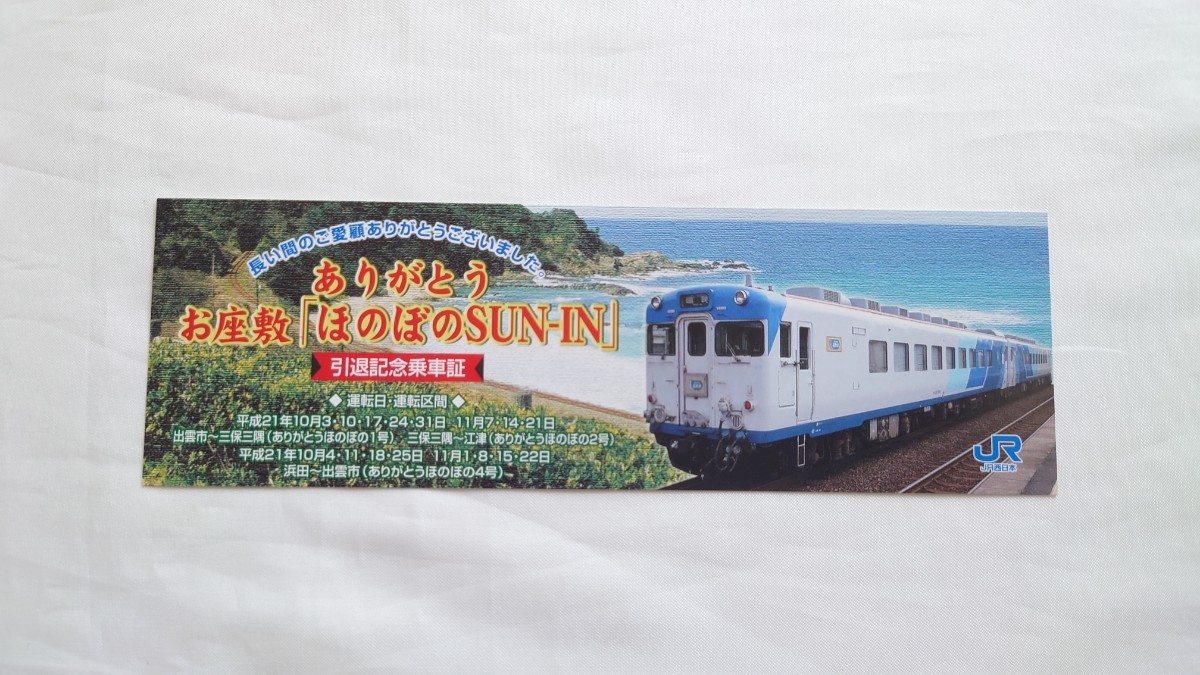 長い間のご愛顧ありがとうございました。
ありがとう
お座敷「ほのぼのSUN-IN」
引退記念乗車証
◆ 運転日・運転区間 ◆
平成21年10月3・10・17・24・31日 11月7・14・21日
出雲市〜三保三隅(ありがとうほのぼの1号) 三保三隅〜江津(ありがとうほのぼの2号)
平成21年10月4・11・18・25日 11月1・8・15・22日
浜田〜出雲市(ありがとうほのぼの4号)
JR
JR西日本